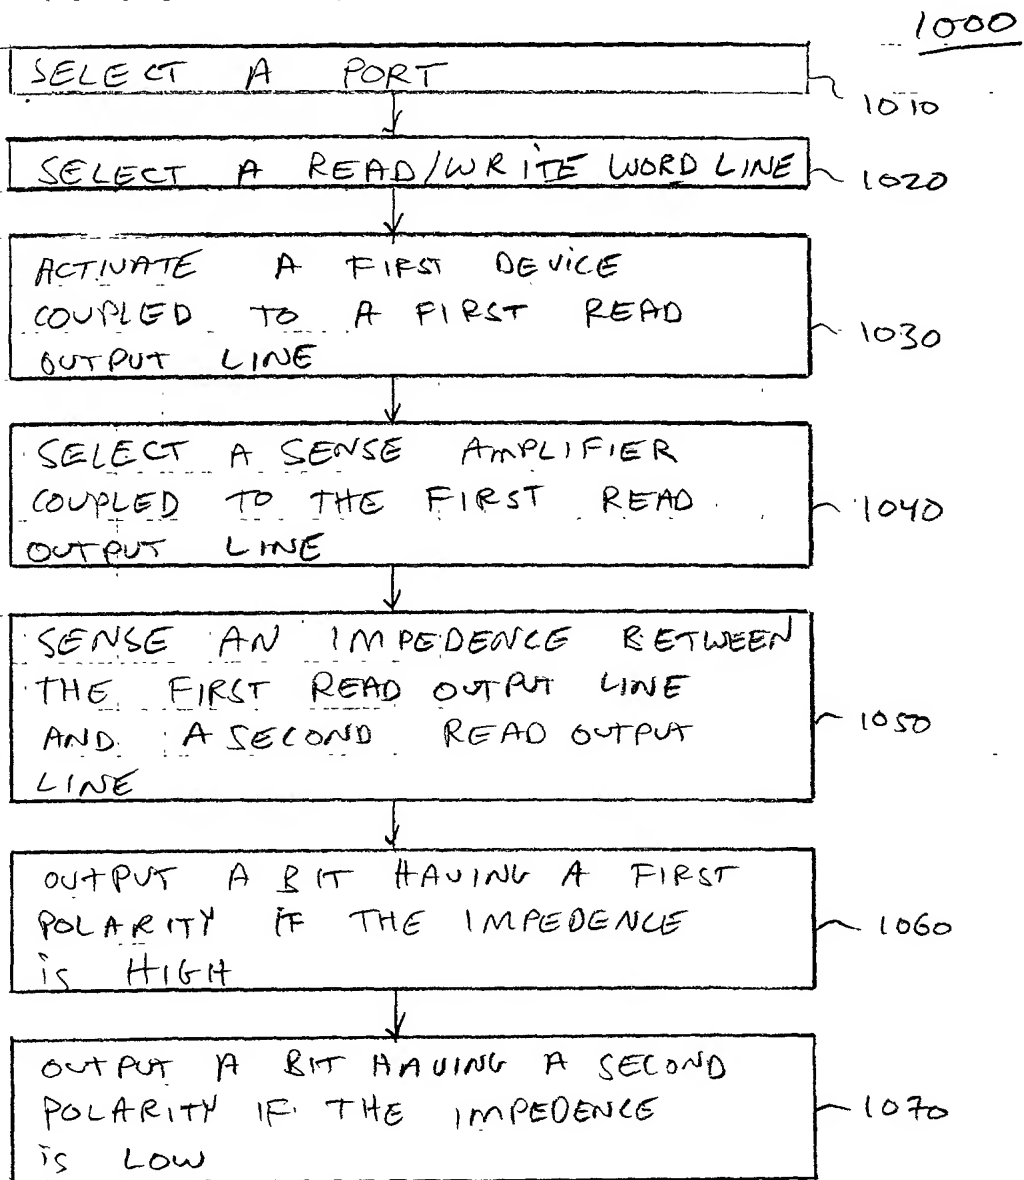 1000
SELECT A PORT
1010
SELECT A READ/WRITE WORD LINE
1020
ACTIVATE A FIRST DEVICE
COUPLED TO A FIRST READ
OUTPUT LINE
1030
SELECT A SENSE AMPLIFIER
COUPLED TO THE FIRST READ
OUTPUT LINE
1040
SENSE AN IMPEDENCE BETWEEN
THE FIRST READ OUTPUT LINE
AND A SECOND READ OUTPUT
LINE
1050
OUTPUT A BIT HAVING A FIRST
POLARITY IF THE IMPEDENCE
is HIGH
1060
OUTPUT A BIT HAVING A SECOND
POLARITY IF THE IMPEDENCE
is LOW
1070